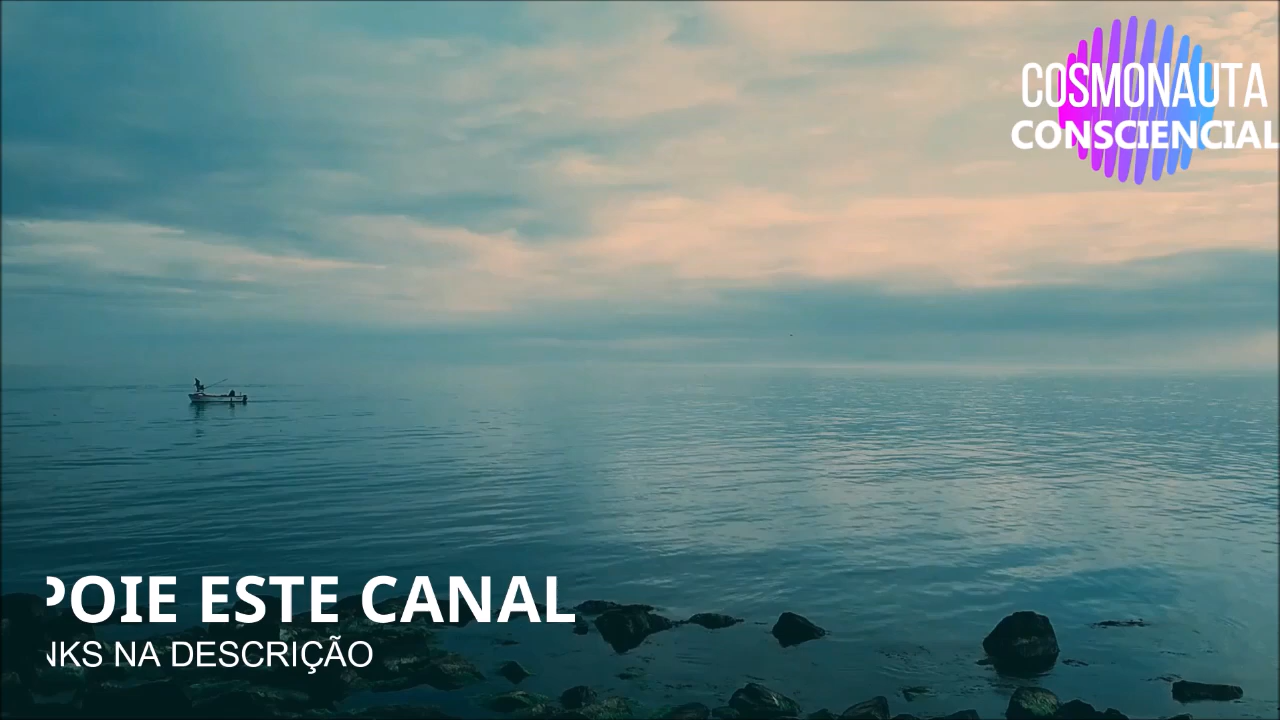 COSMONAUTA
CONSCIENCIAL
POIE ESTE CANAL
NKS NA DESCRIÇÃO